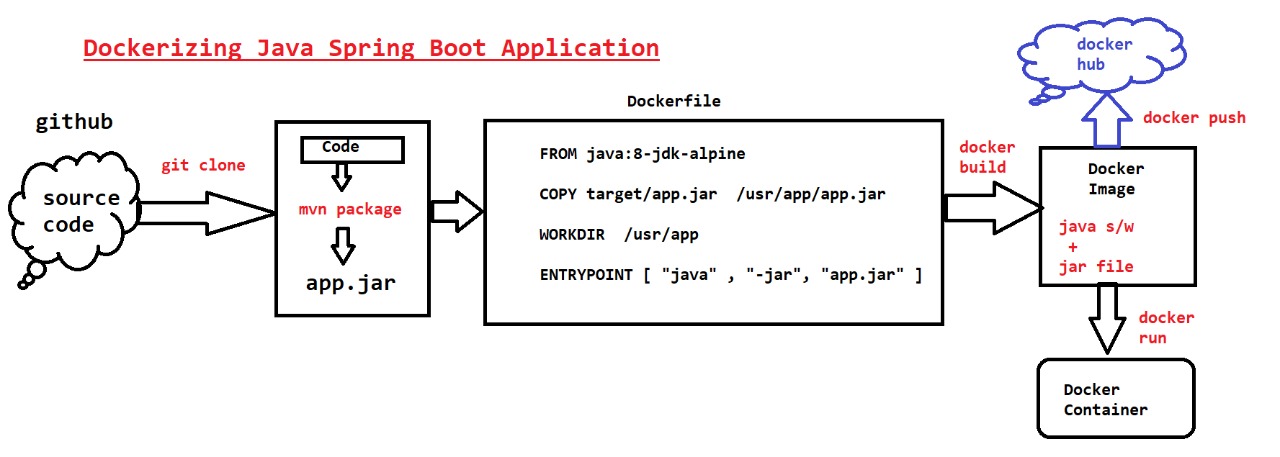 Dockerizing Java Spring Boot Application
github
source
code
git clone
Code
mvn package
app.jar
Dockerfile
FROM java:8-jdk-alpine
COPY target/app.jar  /usr/app/app.jar
WORKDIR  /usr/app
ENTRYPOINT [ "java" , "-jar", "app.jar" ]
docker
build
docker
hub
docker push
Docker
Image
java s/w
+
jar file
docker
run
Docker
Container